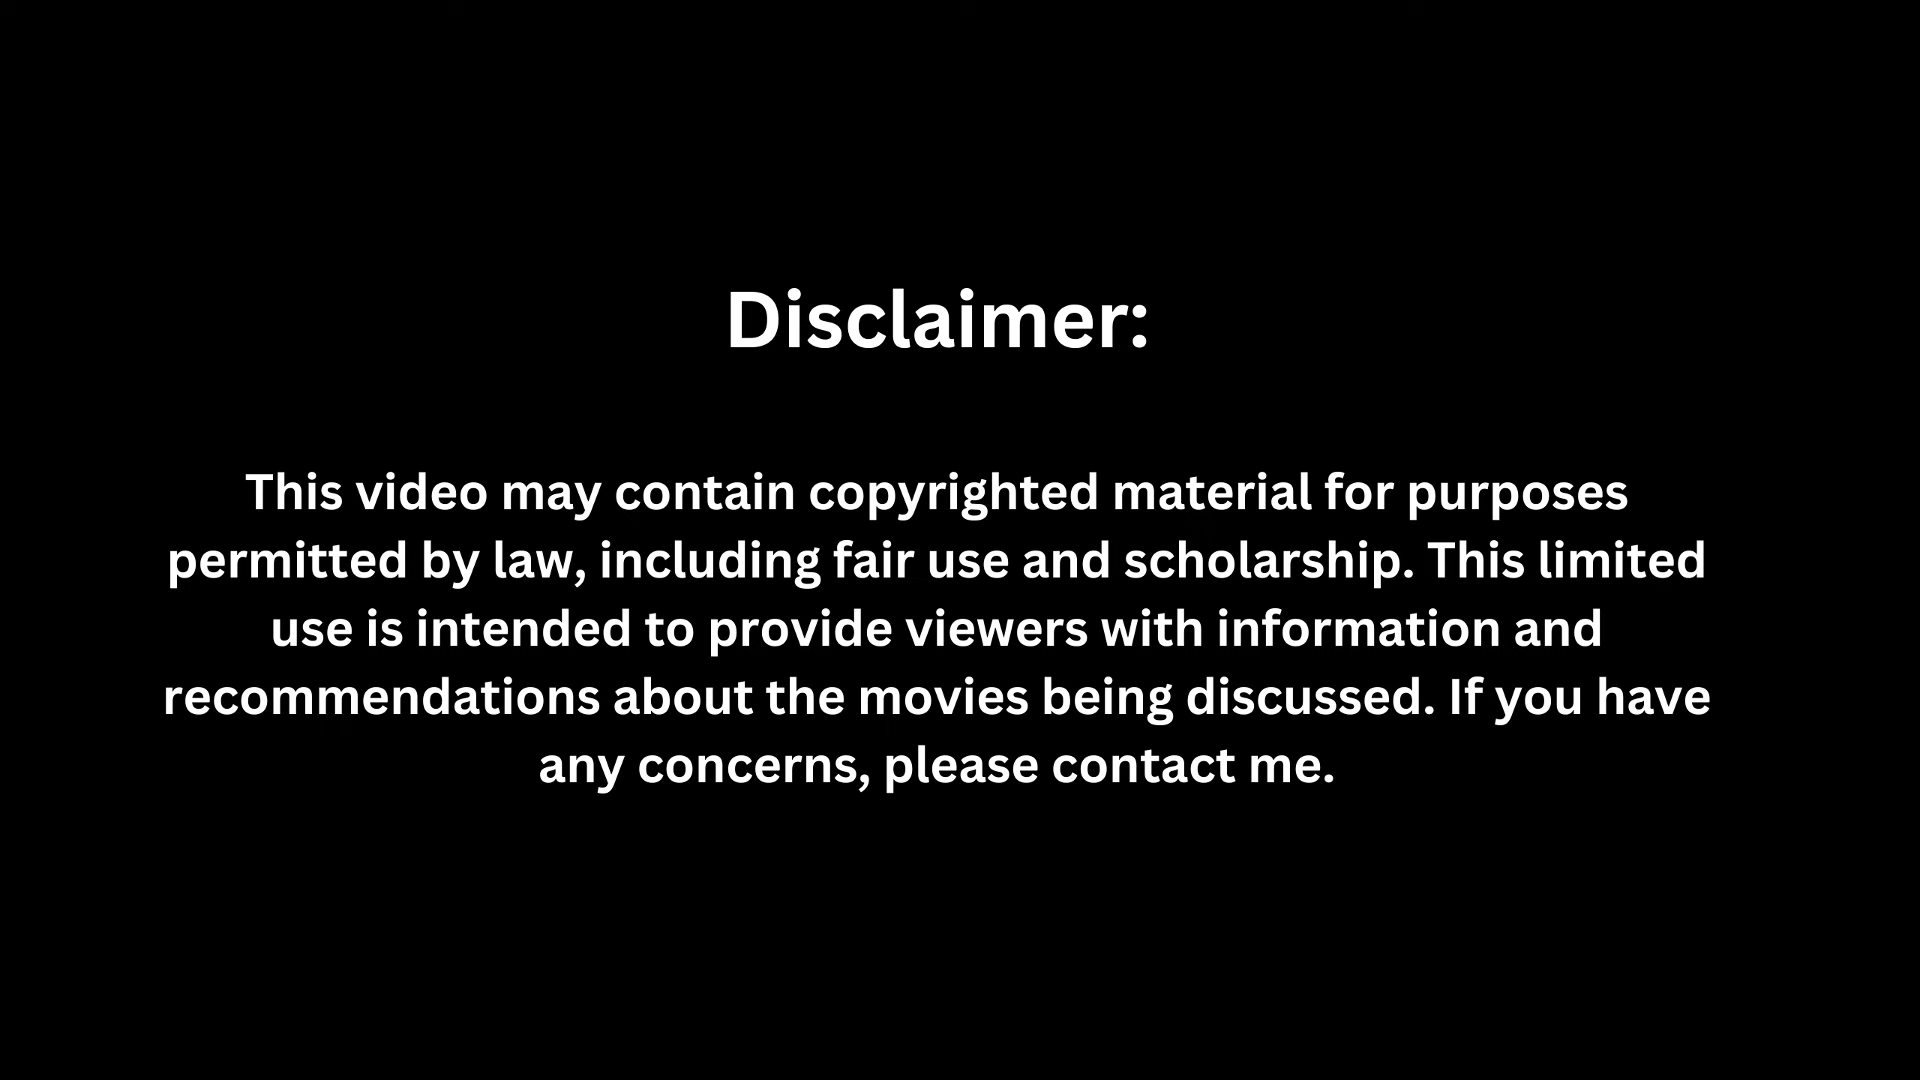 Disclaimer:
This video may contain copyrighted material for purposes
permitted by law, including fair use and scholarship. This limited
use is intended to provide viewers with information and
recommendations about the movies being discussed. If you have
any concerns, please contact me.